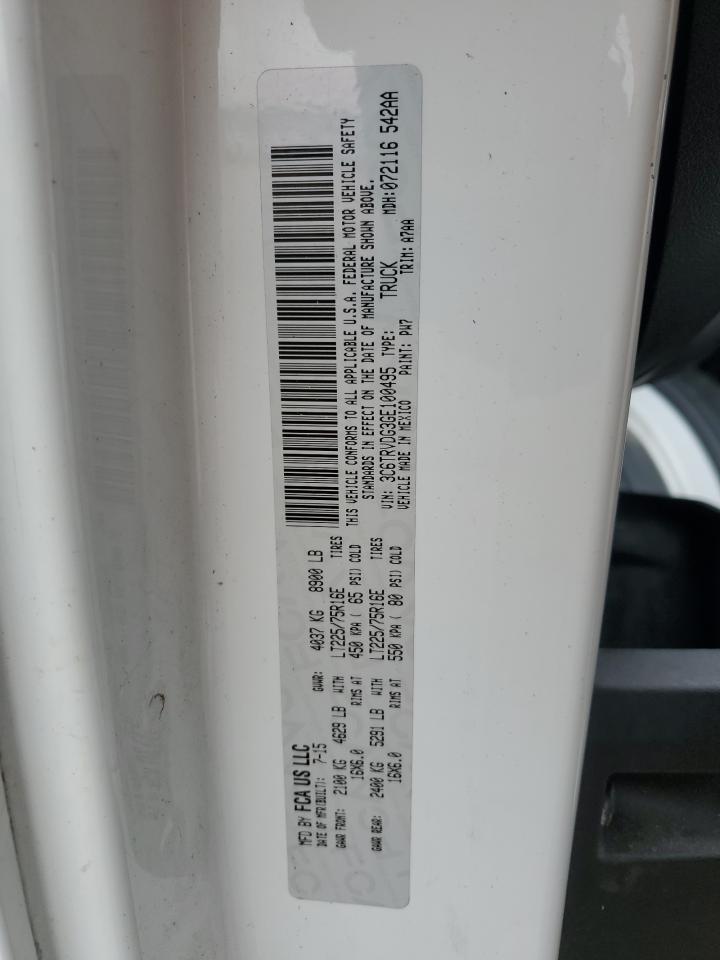 MFD BY FCA US LLC
DATE OF MFR(BUILT): 7-15 GVWR: 4037 KG 8900 LB
GAWR FRONT: 2100 KG 4629 LB WITH LT225/75R16E TIRES
16X6.0 RIMS AT 450 KPA ( 65 PSI) COLD
GAWR REAR: 2400 KG 5291 LB WITH LT225/75R16E TIRES
16X6.0 RIMS AT 550 KPA ( 80 PSI) COLD
THIS VEHICLE CONFORMS TO ALL APPLICABLE U.S.A. FEDERAL MOTOR VEHICLE SAFETY
STANDARDS IN EFFECT ON THE DATE OF MANUFACTURE SHOWN ABOVE.
VIN: 3C6TRVDG3GE100495 TYPE: TRUCK MDH:072116 542AA
VEHICLE MADE IN MEXICO PAINT: PW7 TRIM: A7AA